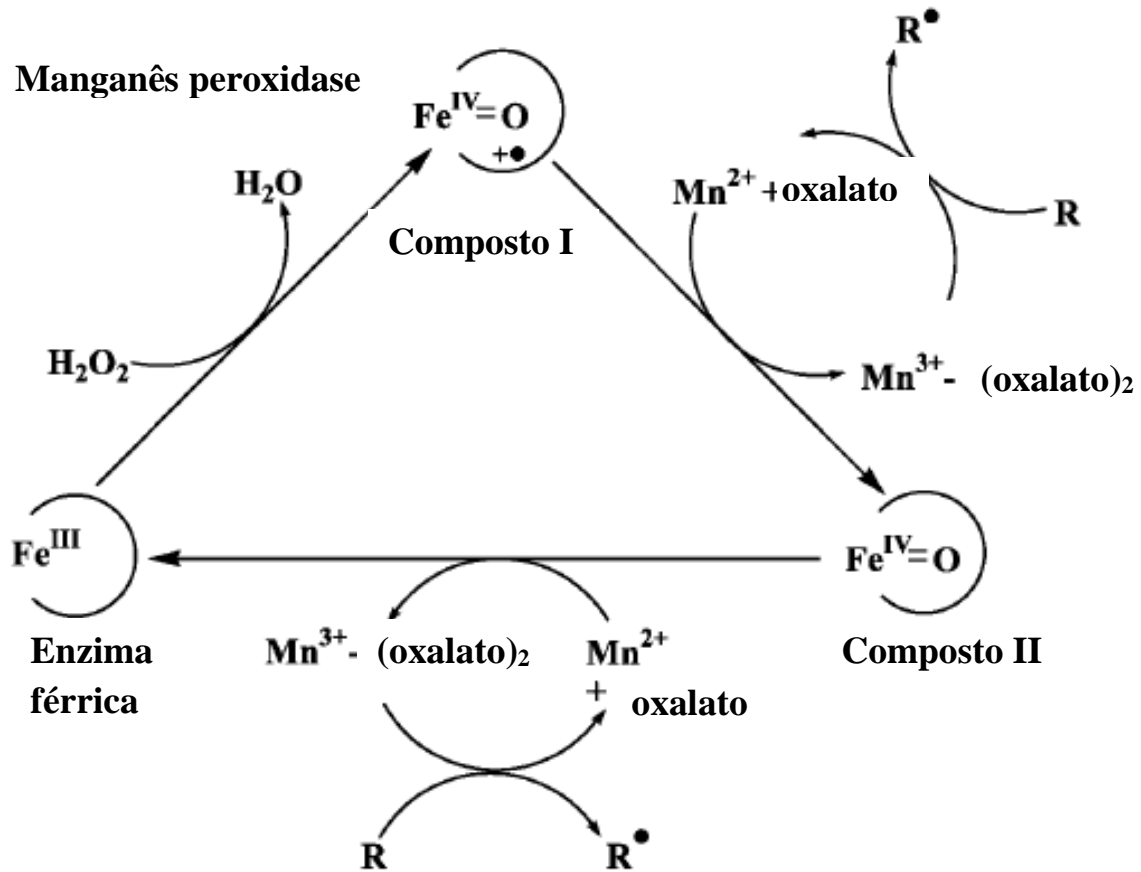 R●
Manganês peroxidase
Fe^IV=O
+●
H₂O
Mn²⁺ + oxalato
R
Composto I
H₂O₂
Mn³⁺- (oxalato)₂
Fe^III
Fe^IV=O
Enzima
férrica
Mn³⁺- (oxalato)₂
Mn²⁺
+ oxalato
Composto II
R
R●